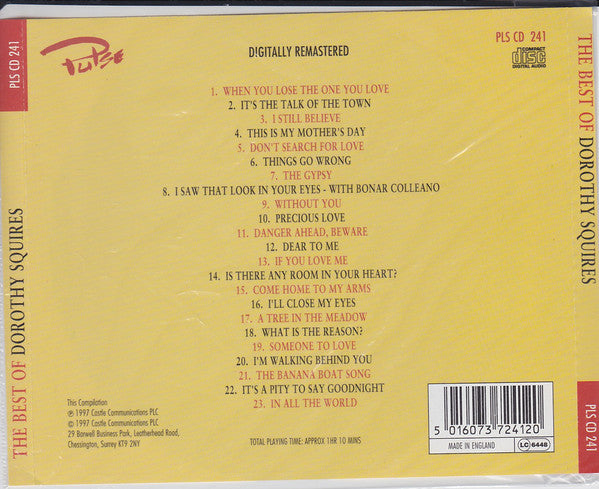 PLS CD 241
THE BEST OF DOROTHY SQUIRES
Pulse
D!GITALLY REMASTERED
PLS CD 241
COMPACT
disc
DIGITAL AUDIO
1. WHEN YOU LOSE THE ONE YOU LOVE
2. IT'S THE TALK OF THE TOWN
3. I STILL BELIEVE
4. THIS IS MY MOTHER'S DAY
5. DON'T SEARCH FOR LOVE
6. THINGS GO WRONG
7. THE GYPSY
8. I SAW THAT LOOK IN YOUR EYES - WITH BONAR COLLEANO
9. WITHOUT YOU
10. PRECIOUS LOVE
11. DANGER AHEAD, BEWARE
12. DEAR TO ME
13. IF YOU LOVE ME
14. IS THERE ANY ROOM IN YOUR HEART?
15. COME HOME TO MY ARMS
16. I'LL CLOSE MY EYES
17. A TREE IN THE MEADOW
18. WHAT IS THE REASON?
19. SOMEONE TO LOVE
20. I'M WALKING BEHIND YOU
21. THE BANANA BOAT SONG
22. IT'S A PITY TO SAY GOODNIGHT
23. IN ALL THE WORLD
This Compilation
℗ 1997 Castle Communications PLC
© 1997 Castle Communications PLC
29 Barwell Business Park, Leatherhead Road,
Chessington, Surrey KT9 2NY
TOTAL PLAYING TIME: APPROX 1HR 10 MINS
5 016073 724120
MADE IN ENGLAND
LC 6448
THE BEST OF DOROTHY SQUIRES
PLS CD 241